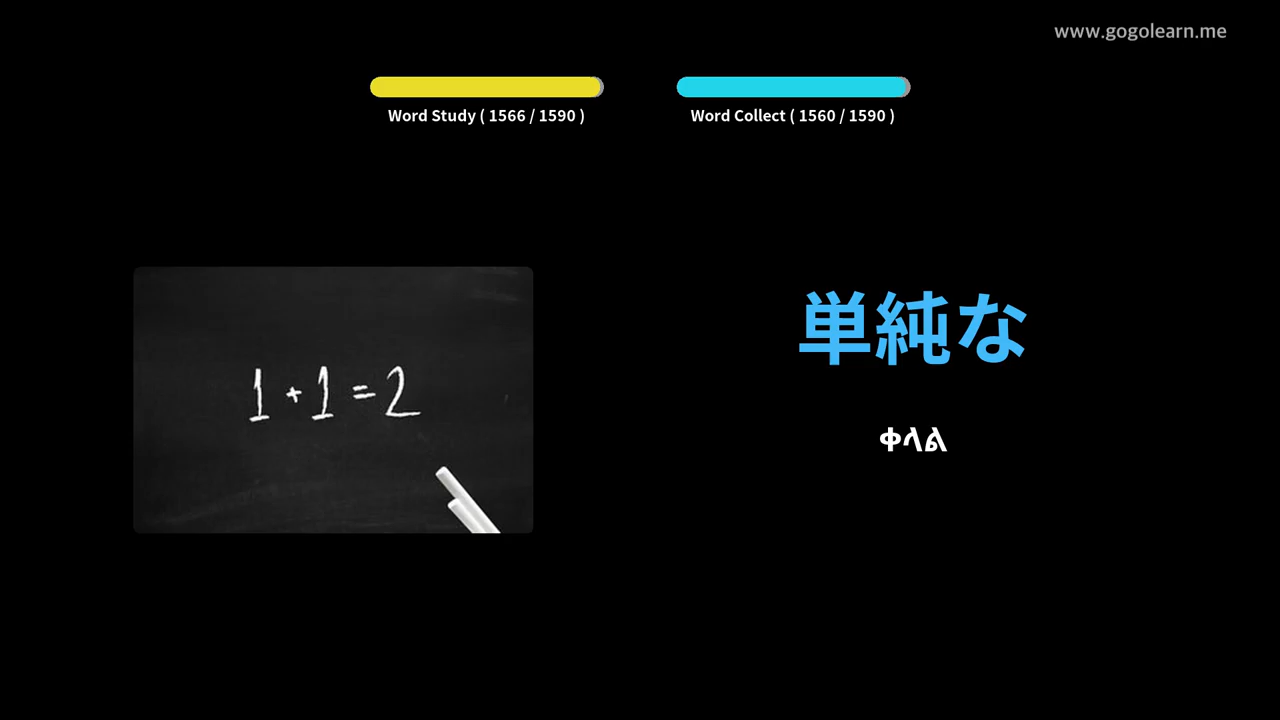 www.gogolearn.me
Word Study ( 1566 / 1590 )
Word Collect ( 1560 / 1590 )
1 + 1 = 2
単純な
ቀላል